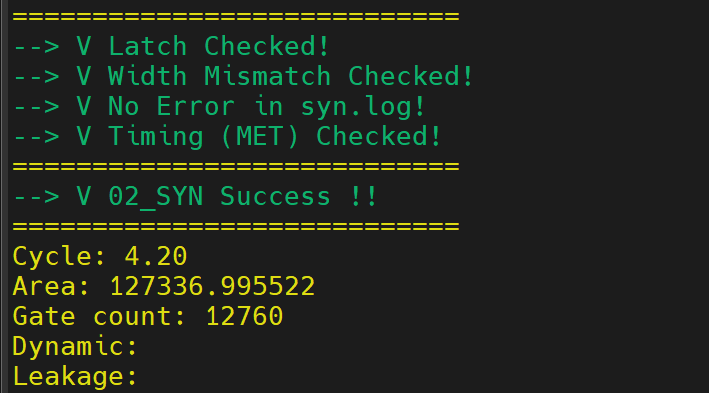 ============================
--> V Latch Checked!
--> V Width Mismatch Checked!
--> V No Error in syn.log!
--> V Timing (MET) Checked!
============================
--> V 02_SYN Success !!
============================
Cycle: 4.20
Area: 127336.995522
Gate count: 12760
Dynamic:
Leakage: